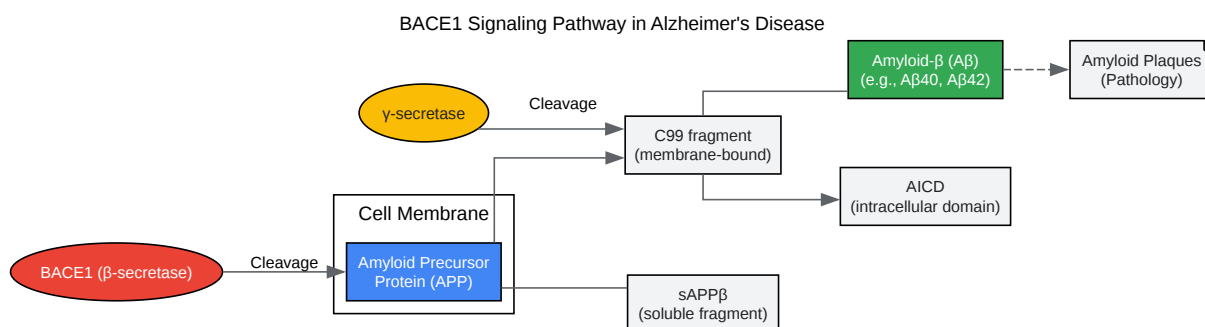 BACE1 Signaling Pathway in Alzheimer's Disease
Amyloid-β (Aβ)
(e.g., Aβ40, Aβ42)
Amyloid Plaques
(Pathology)
γ-secretase
Cleavage
C99 fragment
(membrane-bound)
AICD
(intracellular domain)
Cell Membrane
BACE1 (β-secretase)
Cleavage
Amyloid Precursor
Protein (APP)
sAPPβ
(soluble fragment)